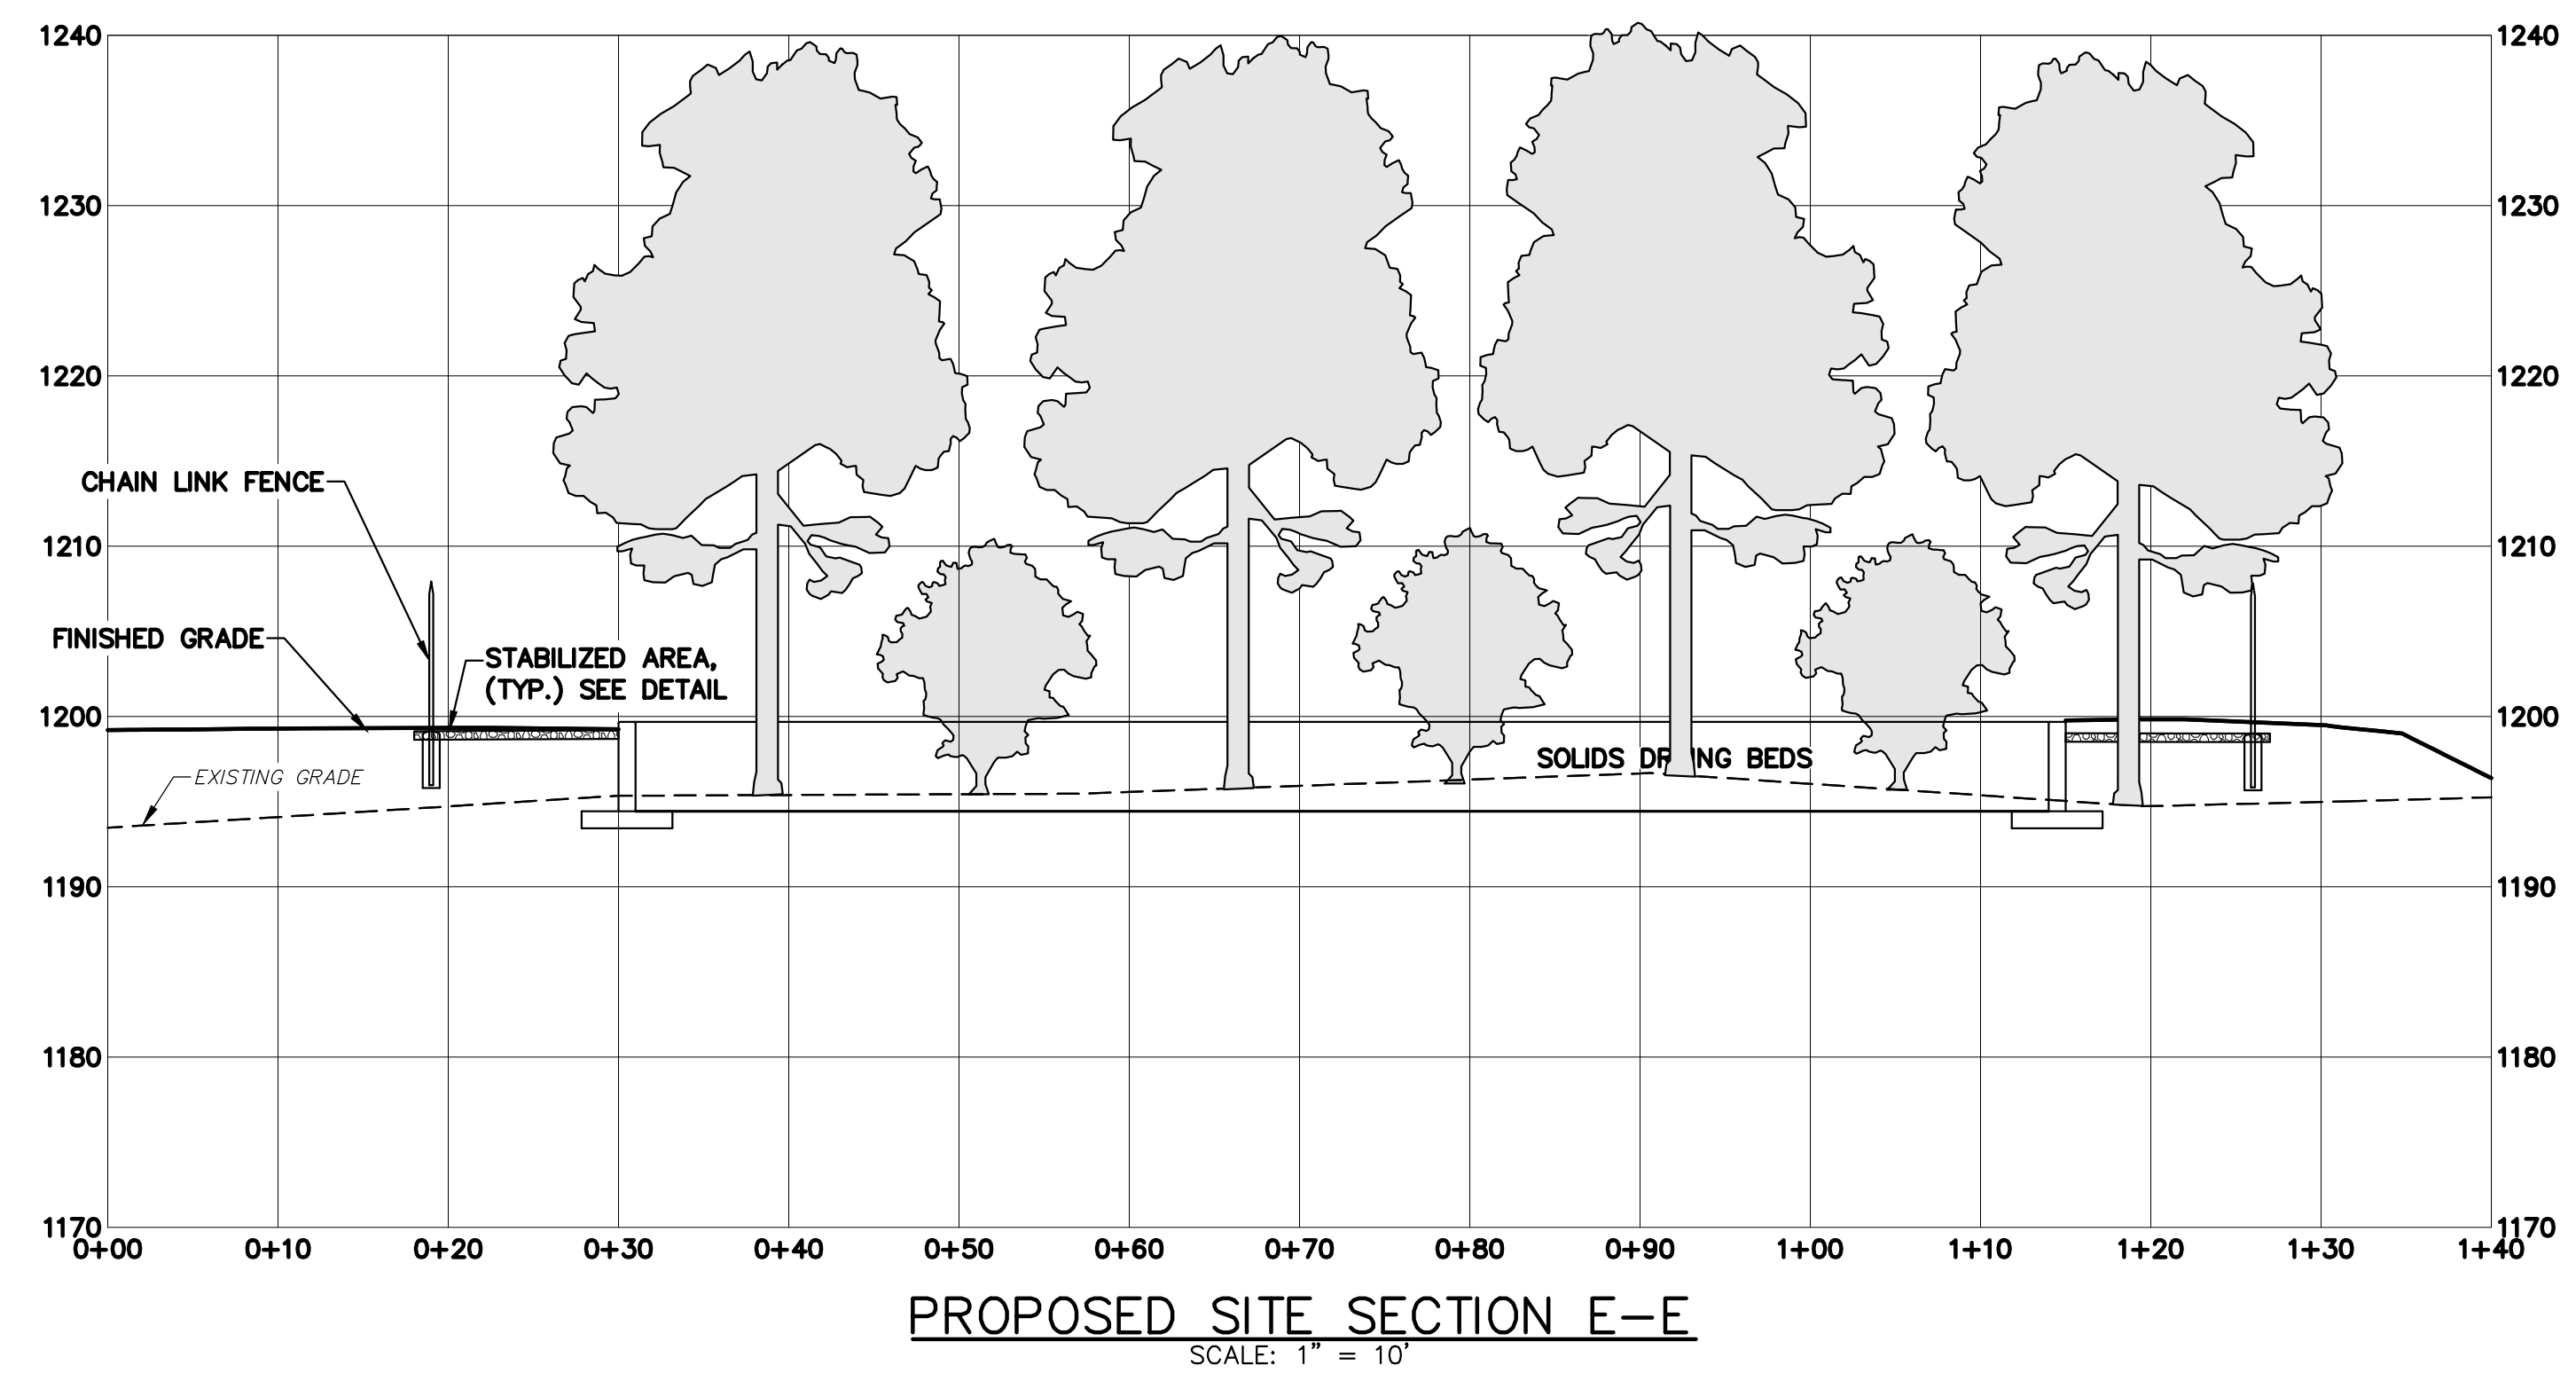 1240 1240
1230 1230
1220 1220
CHAIN LINK FENCE
1210 1210
FINISHED GRADE
STABILIZED AREA,
(TYP.) SEE DETAIL
1200 1200
SOLIDS BEDS
EXISTING GRADE
1190 1190
1180 1180
1170 1170
0+00 0+10 0+20 0+30 0+40 0+50 0+60 0+70 0+80 0+90 1+00 1+10 1+20 1+30 1+40
PROPOSED SITE SECTION E-E
SCALE: 1" = 10'